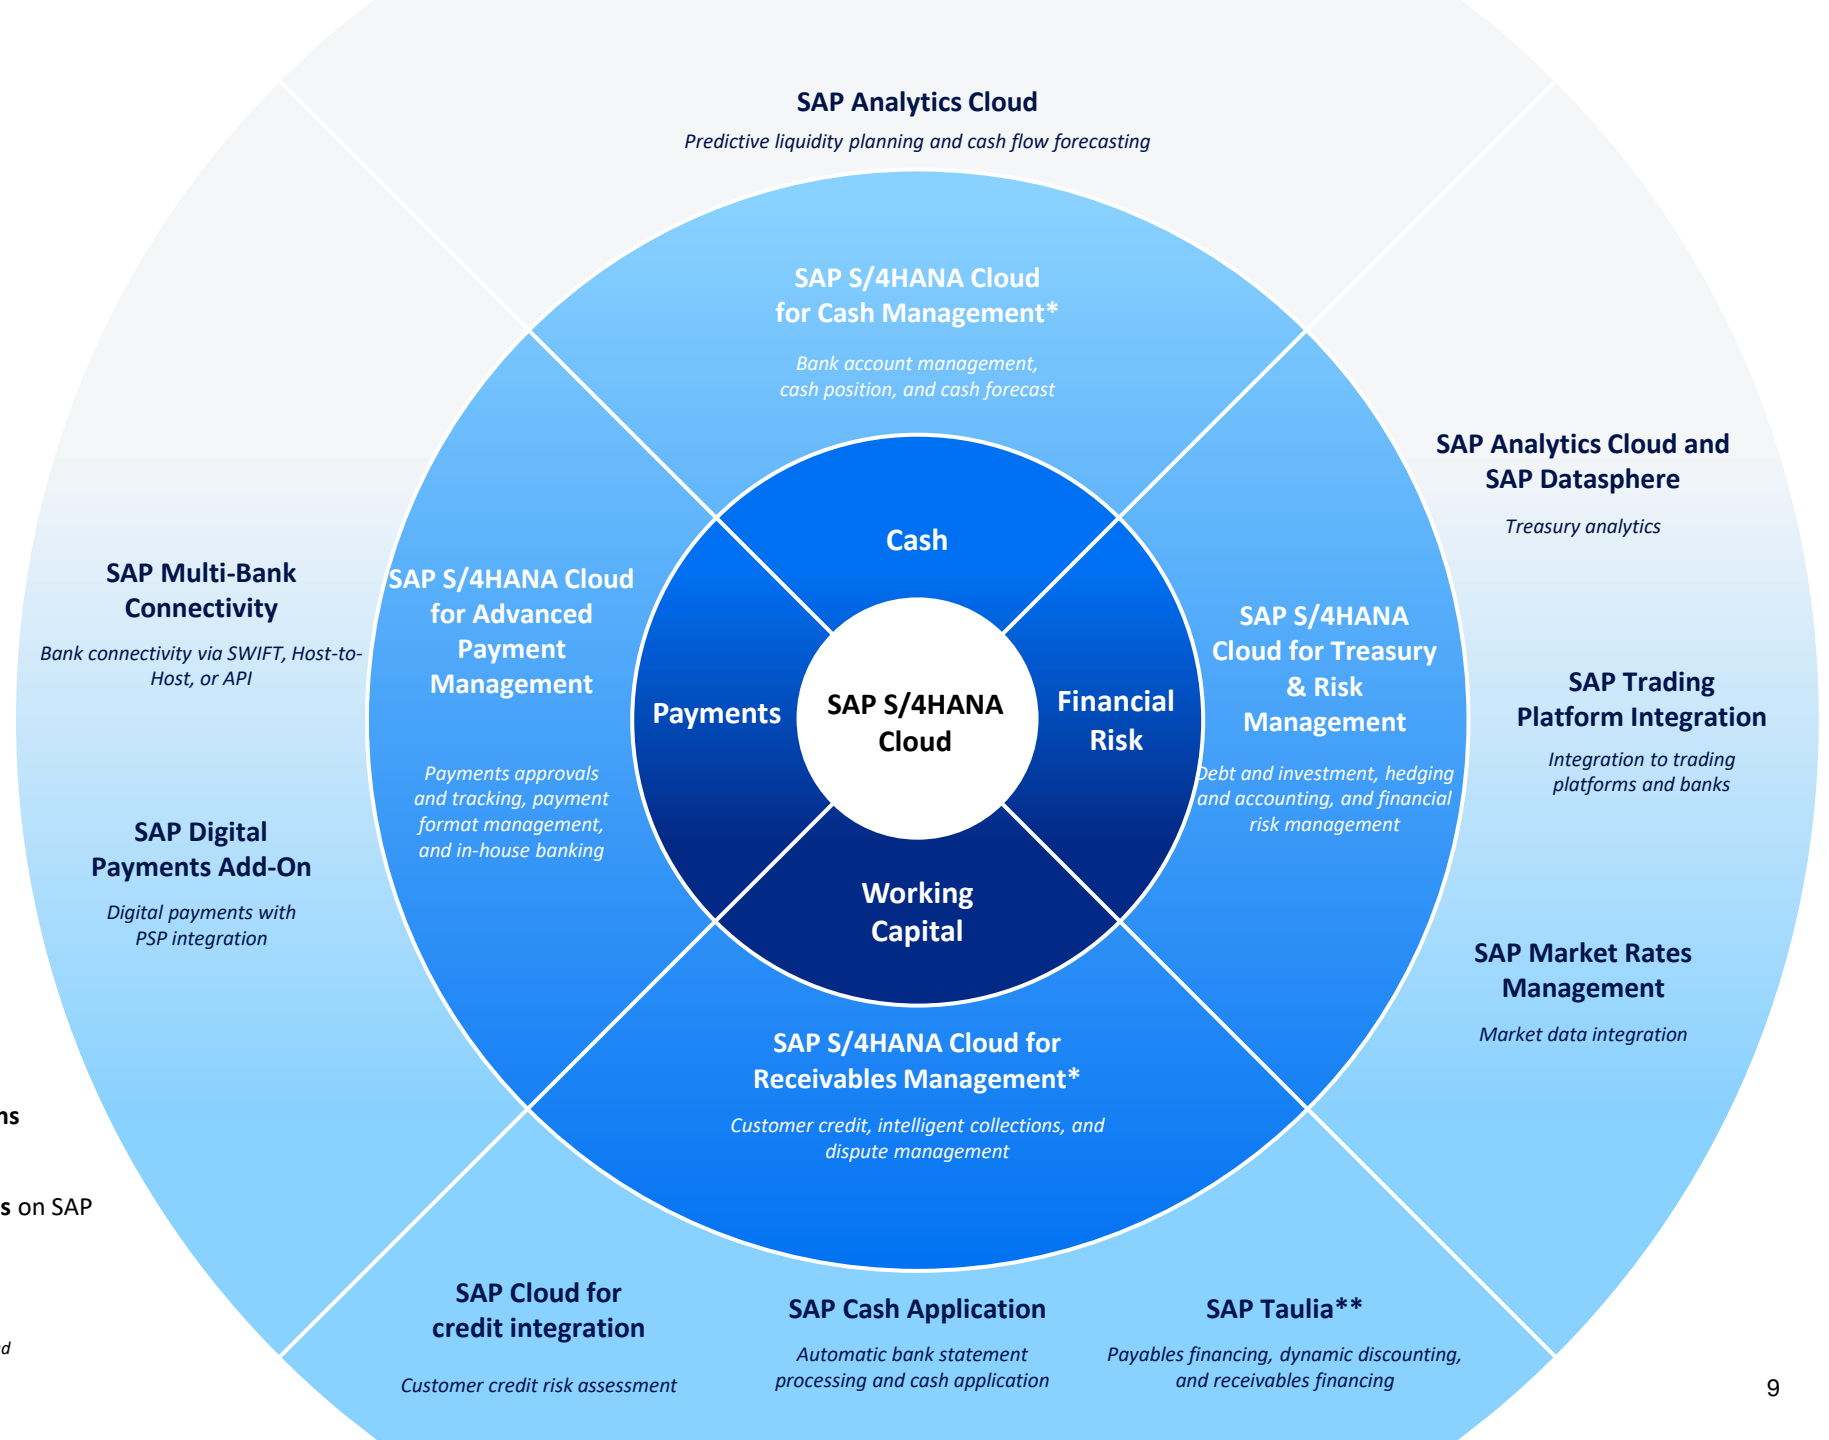 SAP Analytics Cloud
Predictive liquidity planning and cash flow forecasting
SAP S/4HANA Cloud
for Cash Management*
Bank account management,
cash position, and cash forecast
Cash
SAP Multi-Bank
Connectivity
Bank connectivity via SWIFT, Host-to-
Host, or API
SAP Digital
Payments Add-On
Digital payments with
PSP integration
SAP S/4HANA Cloud
for Advanced
Payment
Management
Payments approvals
and tracking, payment
format management,
and in-house banking
Payments
SAP S/4HANA
Cloud
Financial
Risk
SAP S/4HANA
Cloud for Treasury
& Risk
Management
Debt and investment, hedging
and accounting, and financial
risk management
SAP Analytics Cloud and
SAP Datasphere
Treasury analytics
SAP Trading
Platform Integration
Integration to trading
platforms and banks
SAP Market Rates
Management
Market data integration
Working
Capital
SAP S/4HANA Cloud for
Receivables Management*
Customer credit, intelligent collections, and
dispute management
SAP Cloud for
credit integration
Customer credit risk assessment
SAP Cash Application
Automatic bank statement
processing and cash application
SAP Taulia**
Payables financing, dynamic discounting,
and receivables financing
on SAP
9